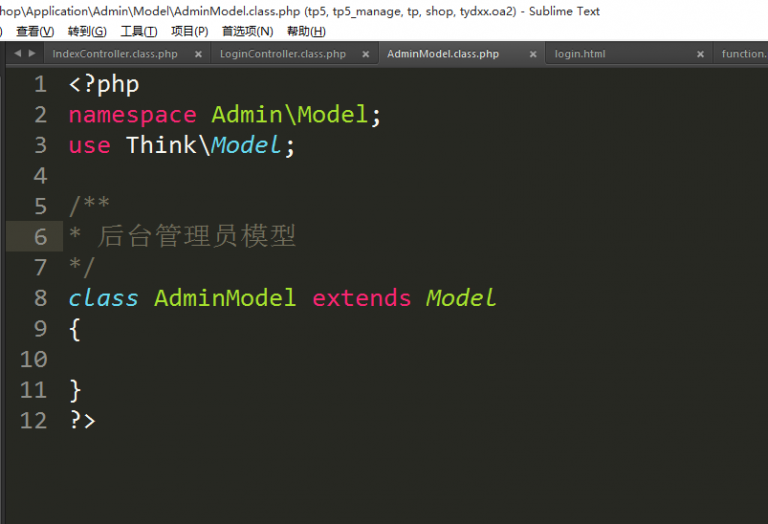 hop\Application\Admin\Model\AdminModel.class.php (tp5, tp5_manage, tp, shop, tydxx.oa2) - Sublime Text
) 查看(V) 转到(G) 工具(T) 项目(P) 首选项(N) 帮助(H)
IndexController.class.php × LoginController.class.php × AdminModel.class.php × login.html × function.
1 <?php
2 namespace Admin\Model;
3 use Think\Model;
4
5 /**
6 * 后台管理员模型
7 */
8 class AdminModel extends Model
9 {
10
11 }
12 ?>